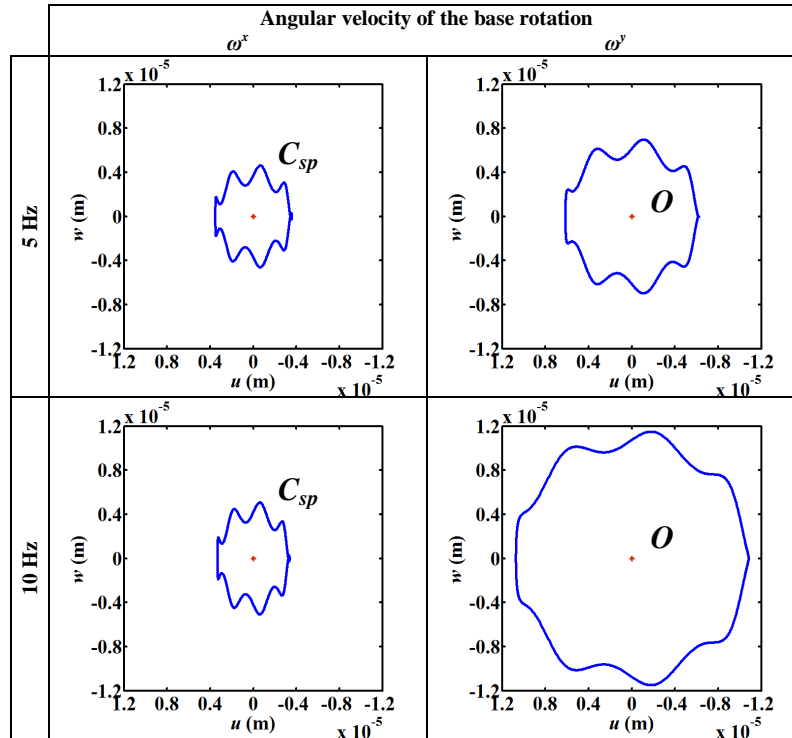 Angular velocity of the base rotation
ωˣ ωʸ
5 Hz
x 10⁻⁵
1.2
0.8
0.4
0
-0.4
-0.8
-1.2
w (m)
C_sp
1.2 0.8 0.4 0 -0.4 -0.8 -1.2
u (m)
x 10⁻⁵
x 10⁻⁵
1.2
0.8
0.4
0
-0.4
-0.8
-1.2
w (m)
O
1.2 0.8 0.4 0 -0.4 -0.8 -1.2
u (m)
x 10⁻⁵
10 Hz
x 10⁻⁵
1.2
0.8
0.4
0
-0.4
-0.8
-1.2
w (m)
C_sp
1.2 0.8 0.4 0 -0.4 -0.8 -1.2
u (m)
x 10⁻⁵
x 10⁻⁵
1.2
0.8
0.4
0
-0.4
-0.8
-1.2
w (m)
O
1.2 0.8 0.4 0 -0.4 -0.8 -1.2
u (m)
x 10⁻⁵